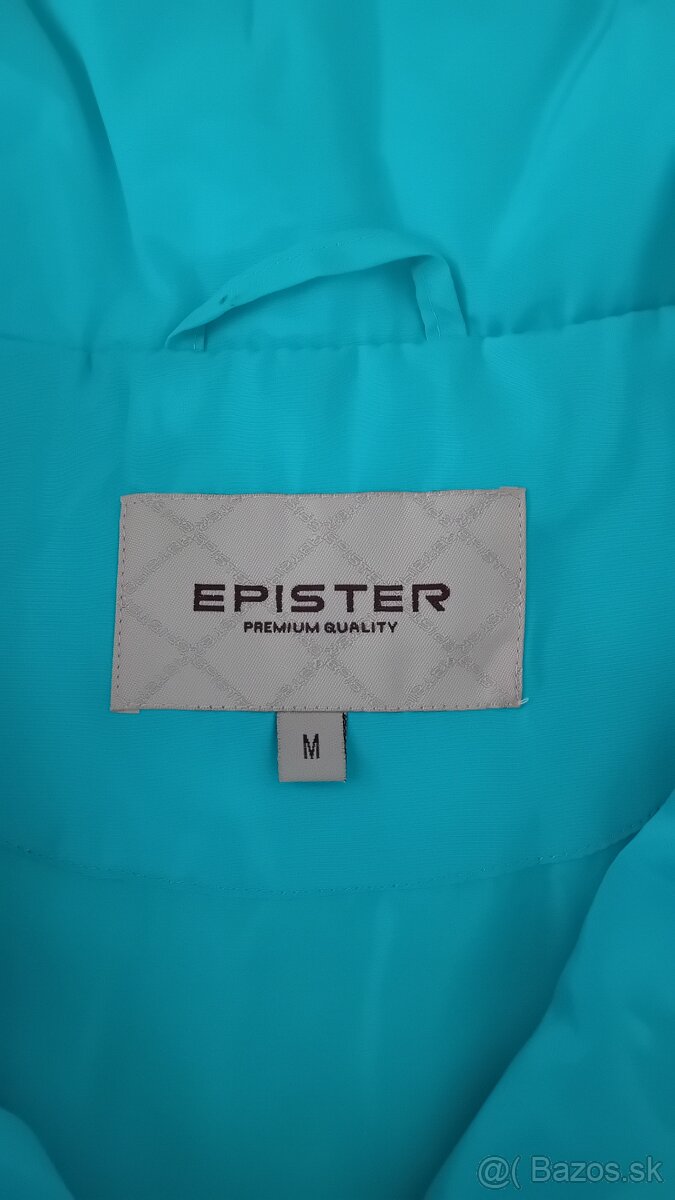 EPISTER
PREMIUM QUALITY
M
@( Bazos.sk